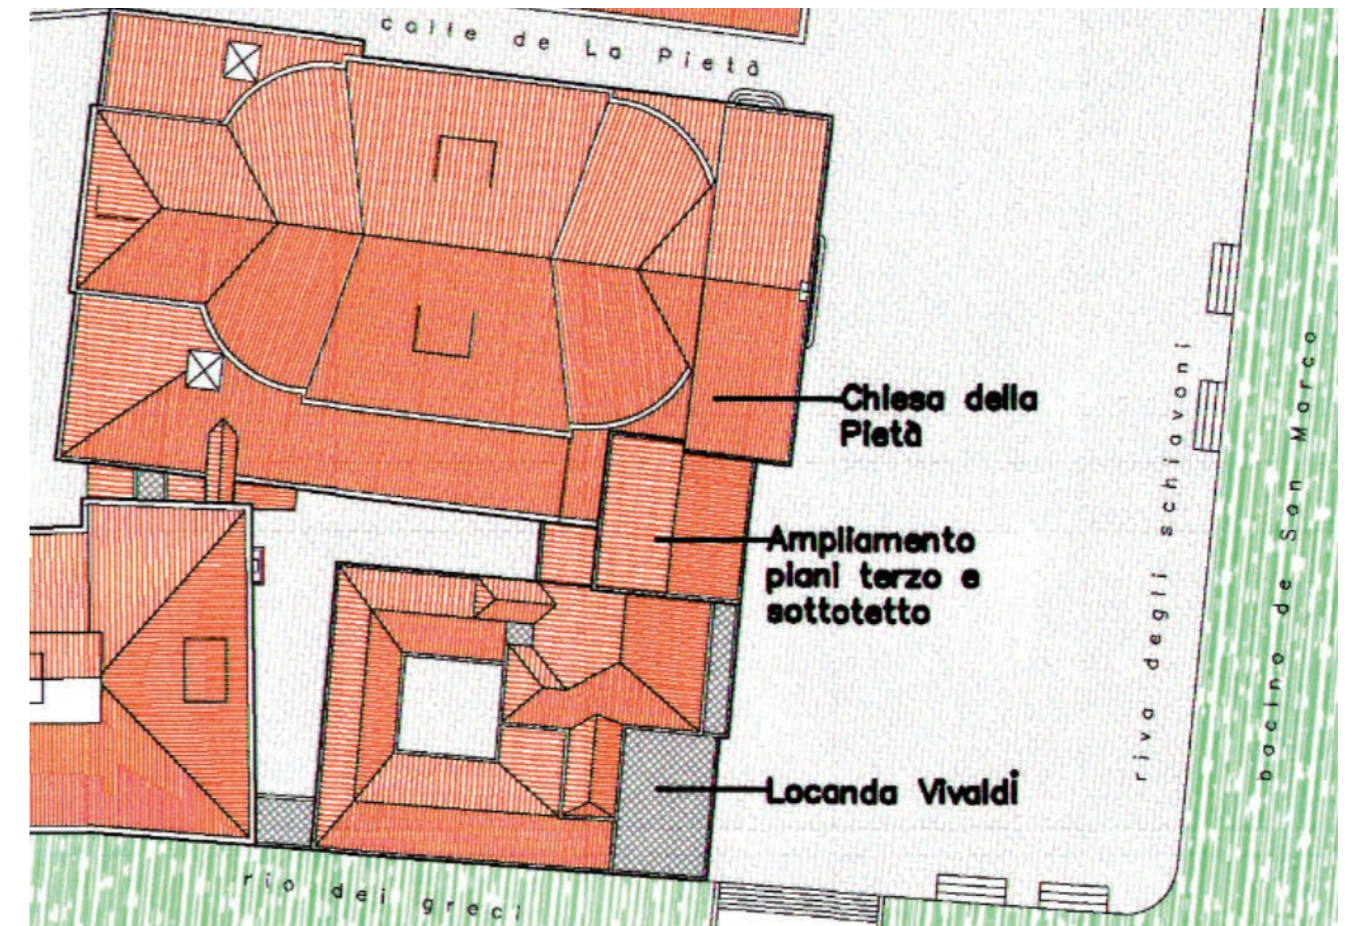 calle de La Pietà
Chiesa della
Pietà
Ampliamento
piani terzo e
sottotetto
Locanda Vivaldi
riva degli schiavoni
bacino de San Marco
rio dei greci